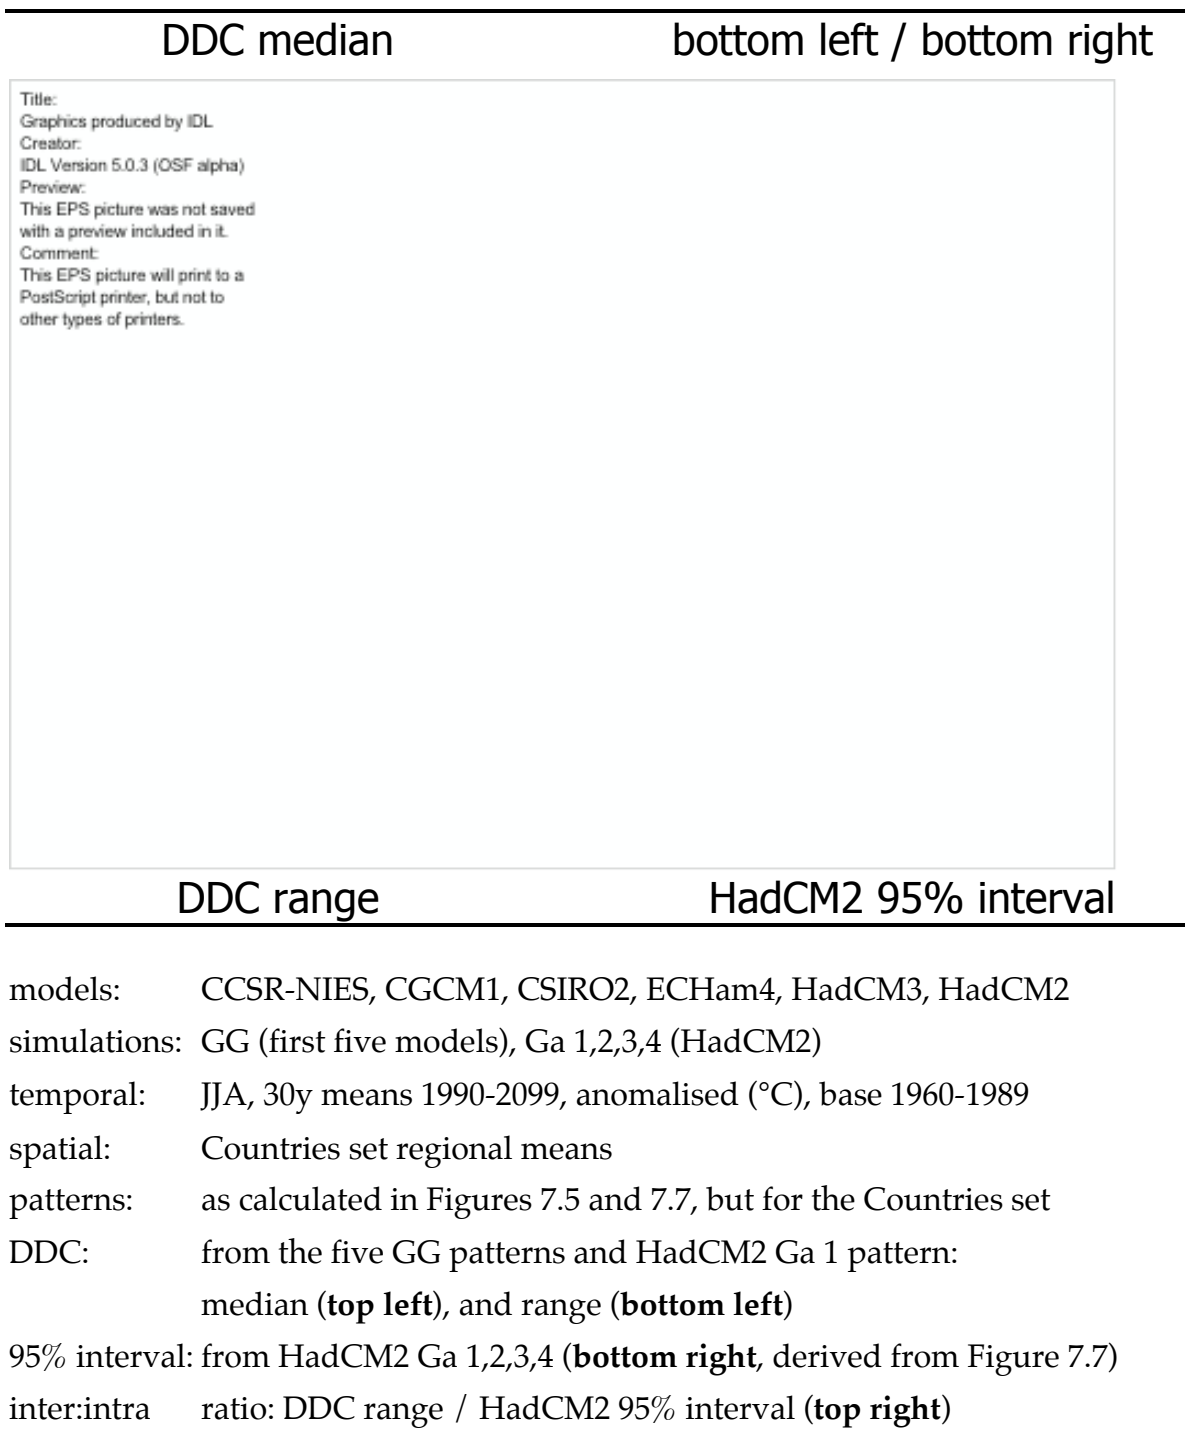 DDC median bottom left / bottom right
Title:
Graphics produced by IDL
Creator:
IDL Version 5.0.3 (OSF alpha)
Preview:
This EPS picture was not saved
with a preview included in it.
Comment:
This EPS picture will print to a
PostScript printer, but not to
other types of printers.
DDC range HadCM2 95% interval
models: CCSR-NIES, CGCM1, CSIRO2, ECHam4, HadCM3, HadCM2
simulations: GG (first five models), Ga 1,2,3,4 (HadCM2)
temporal: JJA, 30y means 1990-2099, anomalised (°C), base 1960-1989
spatial: Countries set regional means
patterns: as calculated in Figures 7.5 and 7.7, but for the Countries set
DDC: from the five GG patterns and HadCM2 Ga 1 pattern:
median (top left), and range (bottom left)
95% interval: from HadCM2 Ga 1,2,3,4 (bottom right, derived from Figure 7.7)
inter:intra ratio: DDC range / HadCM2 95% interval (top right)